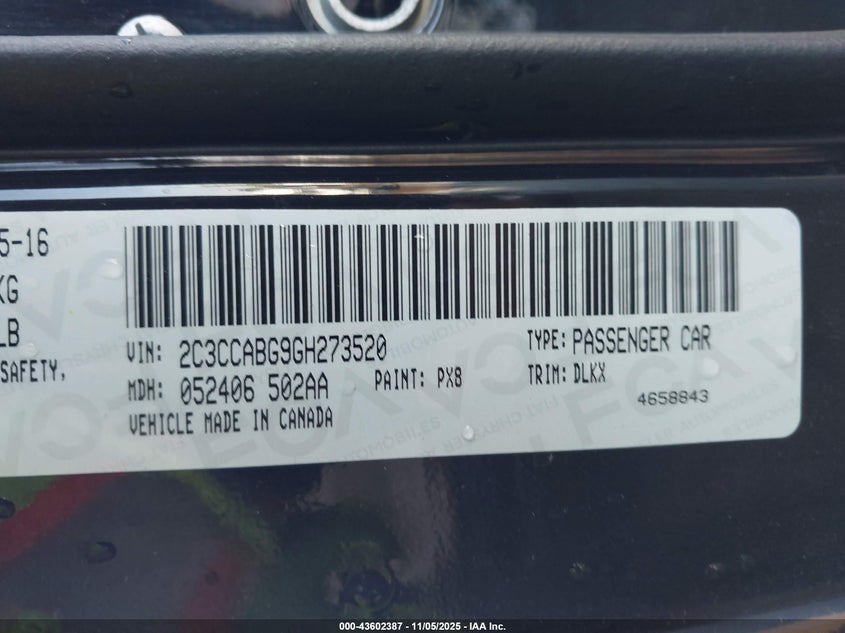 5-16
KG
LB
SAFETY,
VIN: 2C3CCABG9GH273520
TYPE: PASSENGER CAR
MDH: 052406 502AA
PAINT: PX8
TRIM: DLKX
VEHICLE MADE IN CANADA
4658843
000-43602387 - 11/05/2025 - IAA Inc.